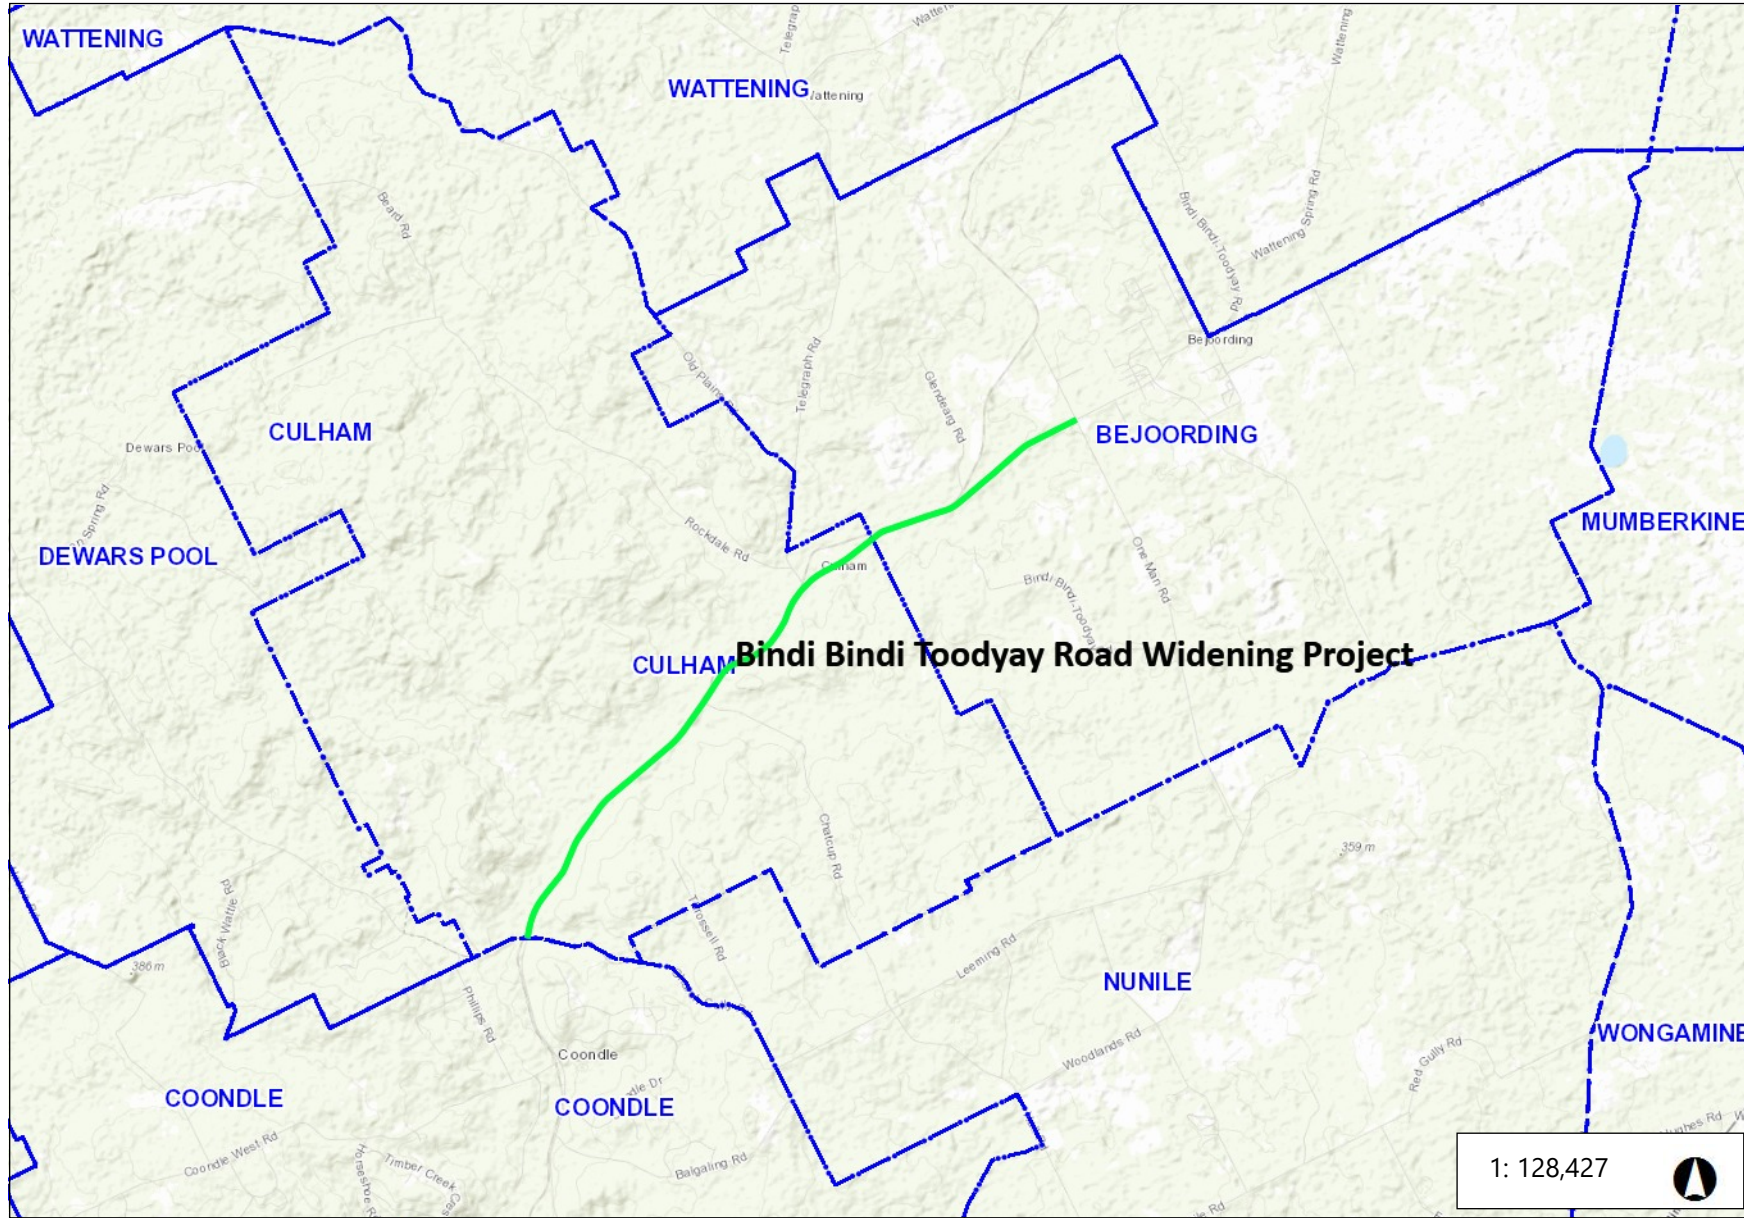 WATTENING
WATTENING
Wattening
Telegrap
Wattening
Beard Rd
Bindi Bindi-Toodyay Rd
Wattening Spring Rd
Bejoording
Old Plains Rd
Telegraph Rd
Glendearg Rd
CULHAM
BEJOORDING
Dewars Pool
Spring Rd
DEWARS POOL
Rockdale Rd
Culham
One Man Rd
MUMBERKINE
Bindi Bindi-Toodyay
CULHAM
Bindi Bindi Toodyay Road Widening Project
Chatcup Rd
359 m
Black Wattle Rd
386 m
Leeming Rd
NUNILE
Phillips Rd
Coondle
Woodlands Rd
Red Gully Rd
WONGAMINE
COONDLE
COONDLE
Coondle West Rd
Horseshoe Rd
Timber Creek
Balgaling Rd
1: 128,427